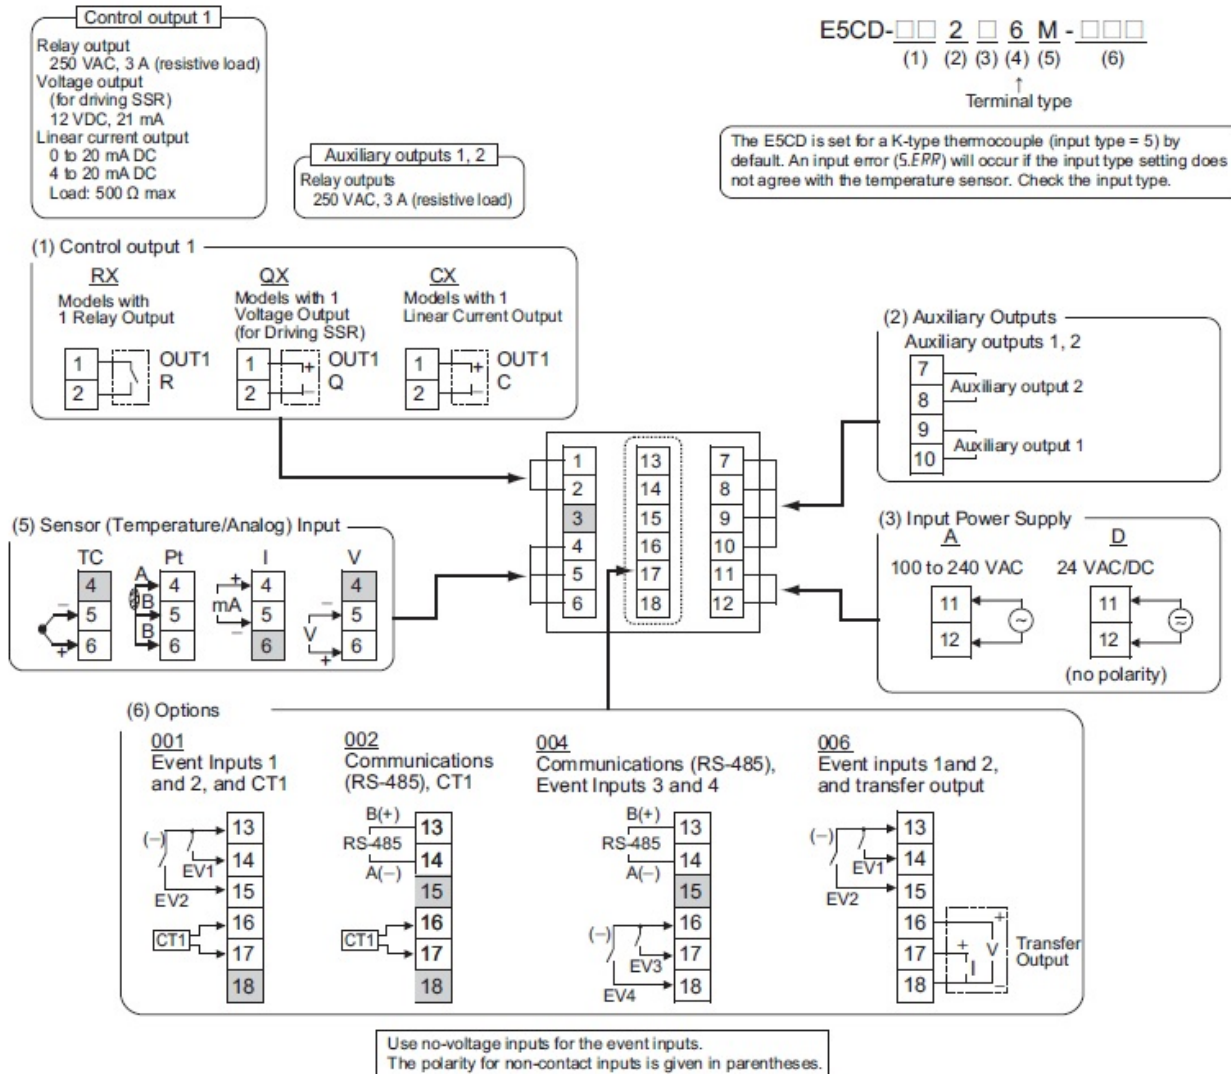 Control output 1
Relay output
250 VAC, 3 A (resistive load)
Voltage output
(for driving SSR)
12 VDC, 21 mA
Linear current output
0 to 20 mA DC
4 to 20 mA DC
Load: 500 Ω max
Auxiliary outputs 1, 2
Relay outputs
250 VAC, 3 A (resistive load)
E5CD-□□ 2 □ 6 M - □□□
(1) (2) (3) (4) (5) (6)
↑
Terminal type
The E5CD is set for a K-type thermocouple (input type = 5) by
default. An input error (S.ERR) will occur if the input type setting does
not agree with the temperature sensor. Check the input type.
(1) Control output 1
RX
Models with
1 Relay Output
1
2
OUT1
R
QX
Models with 1
Voltage Output
(for Driving SSR)
1
2
+
−
OUT1
Q
CX
Models with 1
Linear Current Output
1
2
+
−
OUT1
C
(2) Auxiliary Outputs
Auxiliary outputs 1, 2
7
8
9
10
Auxiliary output 2
Auxiliary output 1
1
2
3
4
5
6
13
14
15
16
17
18
7
8
9
10
11
12
(5) Sensor (Temperature/Analog) Input
TC
4
5
6
−
+
Pt
A
B
B
4
5
6
I
+
mA
−
4
5
6
V
−
V
+
4
5
6
(3) Input Power Supply
A
100 to 240 VAC
11
12
~
D
24 VAC/DC
11
12
(no polarity)
(6) Options
001
Event Inputs 1
and 2, and CT1
(−)
EV1
EV2
CT1
13
14
15
16
17
18
002
Communications
(RS-485), CT1
B(+)
RS-485
A(−)
CT1
13
14
15
16
17
18
004
Communications (RS-485),
Event Inputs 3 and 4
B(+)
RS-485
A(−)
(−)
EV3
EV4
13
14
15
16
17
18
006
Event inputs 1and 2,
and transfer output
(−)
EV1
EV2
13
14
15
16
17
18
+
+
V
I
−
Transfer
Output
Use no-voltage inputs for the event inputs.
The polarity for non-contact inputs is given in parentheses.